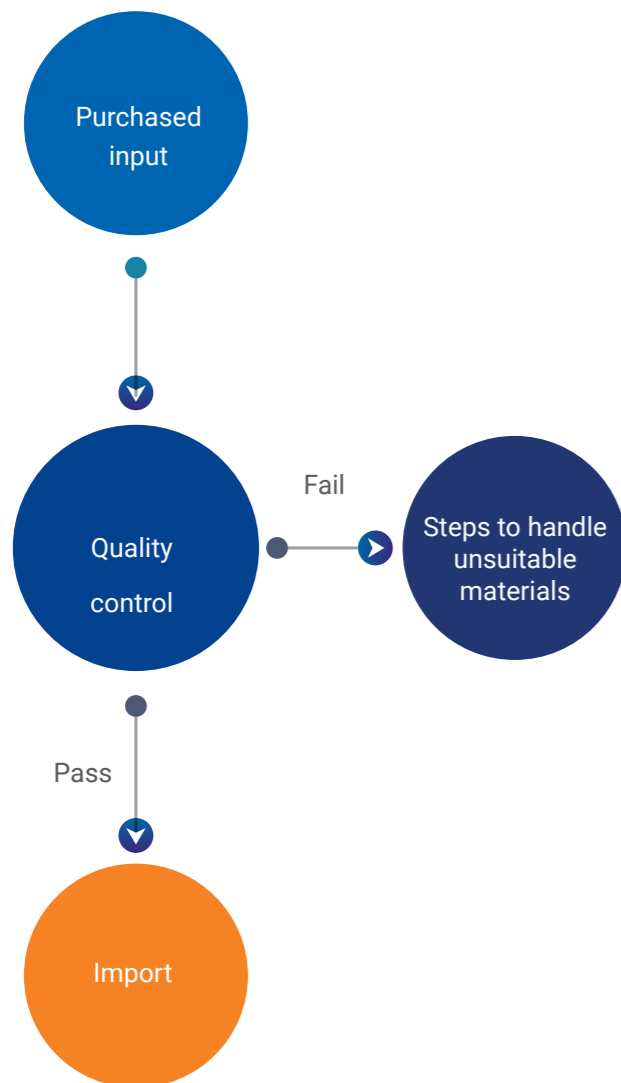 Purchased
input
Fail
Quality
control
Steps to handle
unsuitable
materials
Pass
Import